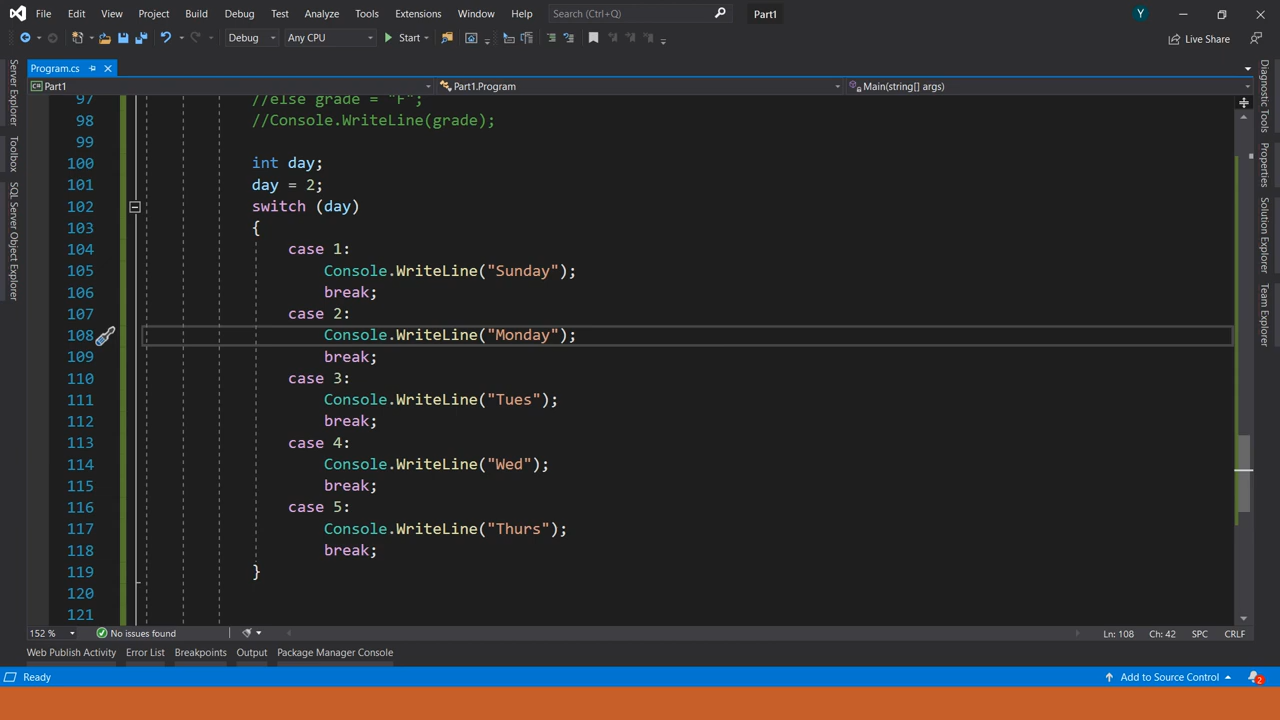 File Edit View Project Build Debug Test Analyze Tools Extensions Window Help Search (Ctrl+Q) Part1 Y
Debug Any CPU Start Live Share
Program.cs
Part1 Part1.Program Main(string[] args)
Server Explorer
Toolbox
SQL Server Object Explorer
97 //else grade = "F";
98 //Console.WriteLine(grade);
99
100 int day;
101 day = 2;
102 switch (day)
103 {
104 case 1:
105 Console.WriteLine("Sunday");
106 break;
107 case 2:
108 Console.WriteLine("Monday");
109 break;
110 case 3:
111 Console.WriteLine("Tues");
112 break;
113 case 4:
114 Console.WriteLine("Wed");
115 break;
116 case 5:
117 Console.WriteLine("Thurs");
118 break;
119 }
120
121
Diagnostic Tools
Properties
Solution Explorer
Team Explorer
152 % No issues found Ln: 108 Ch: 42 SPC CRLF
Web Publish Activity Error List Breakpoints Output Package Manager Console
Ready Add to Source Control 2